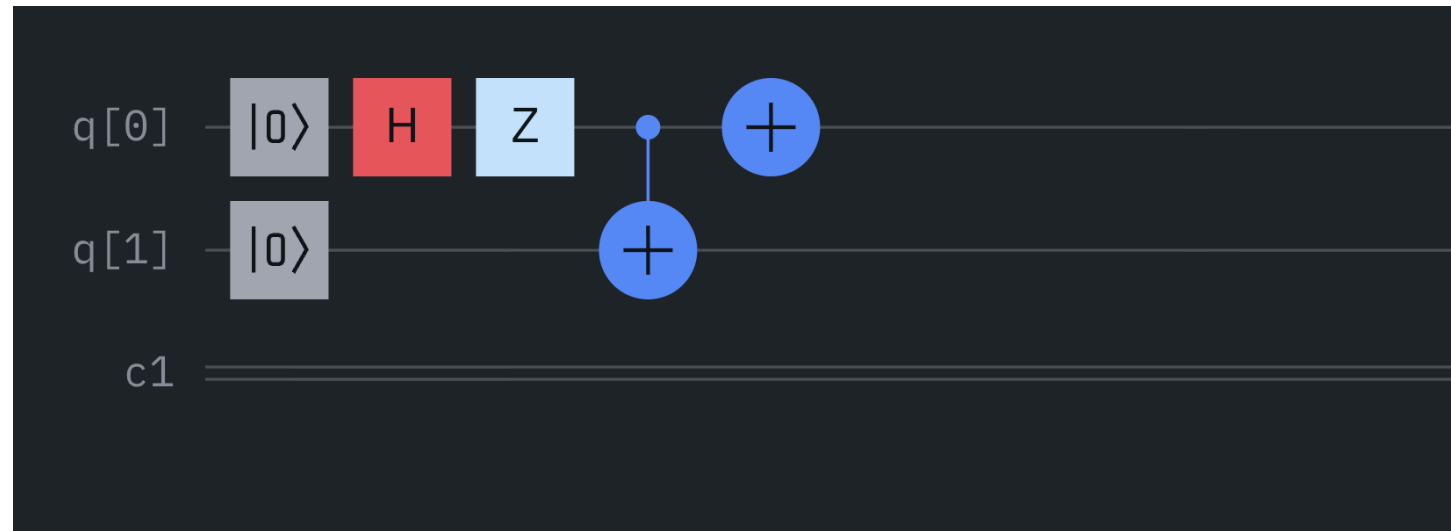 q[0] |0⟩ H Z +
q[1] |0⟩ +
c1